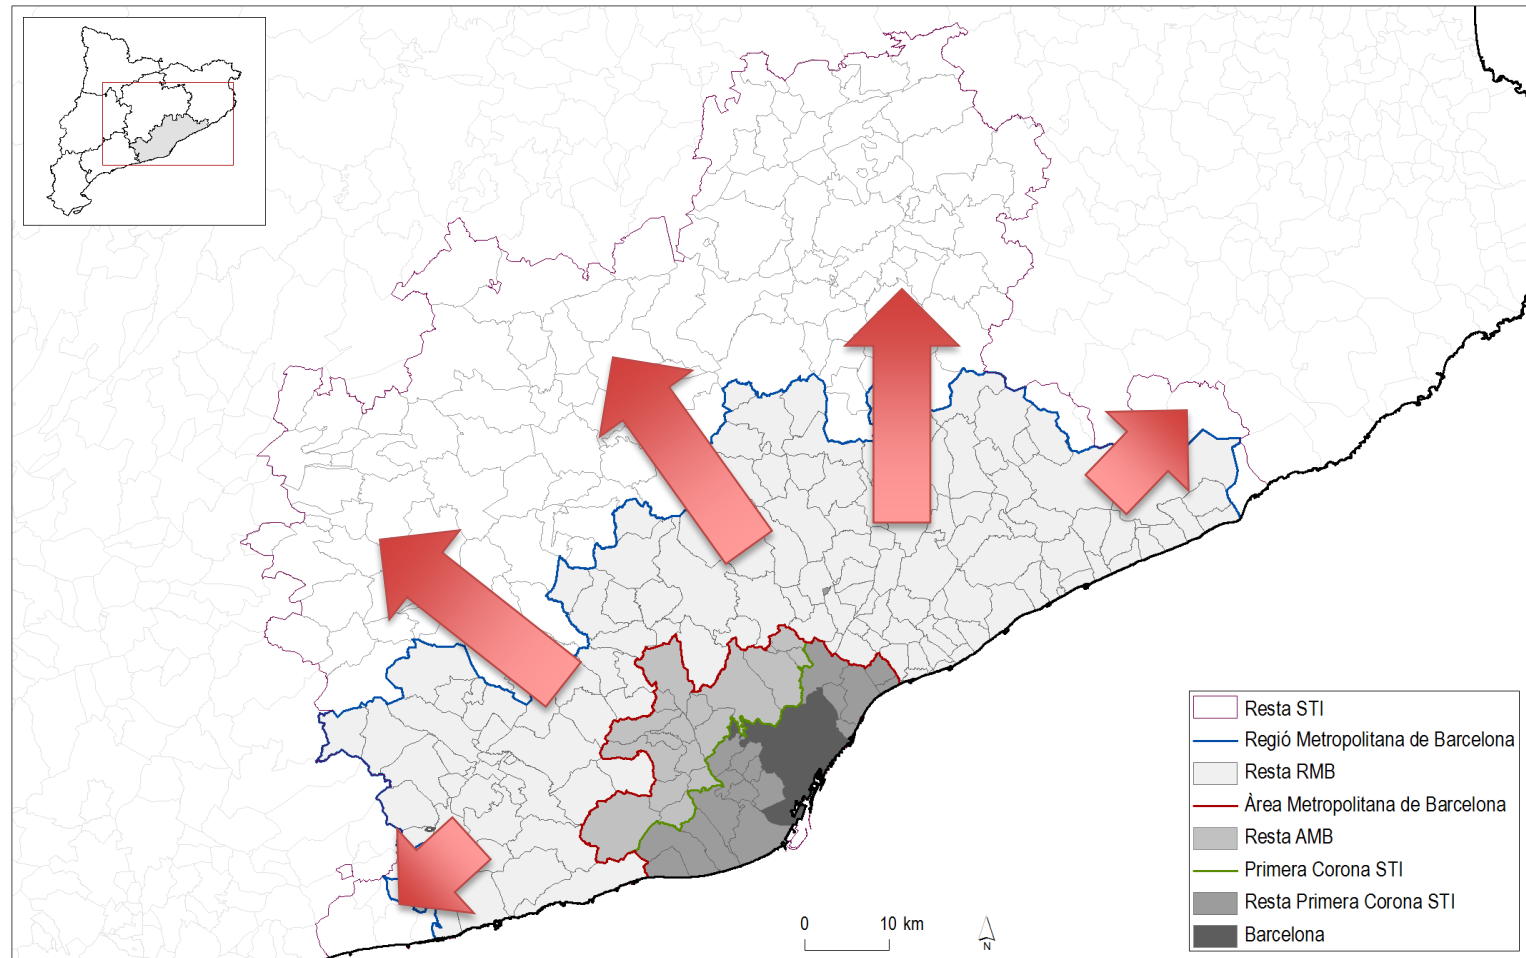 Resta STI
Regió Metropolitana de Barcelona
Resta RMB
Àrea Metropolitana de Barcelona
Resta AMB
Primera Corona STI
Resta Primera Corona STI
Barcelona
0 10 km
N